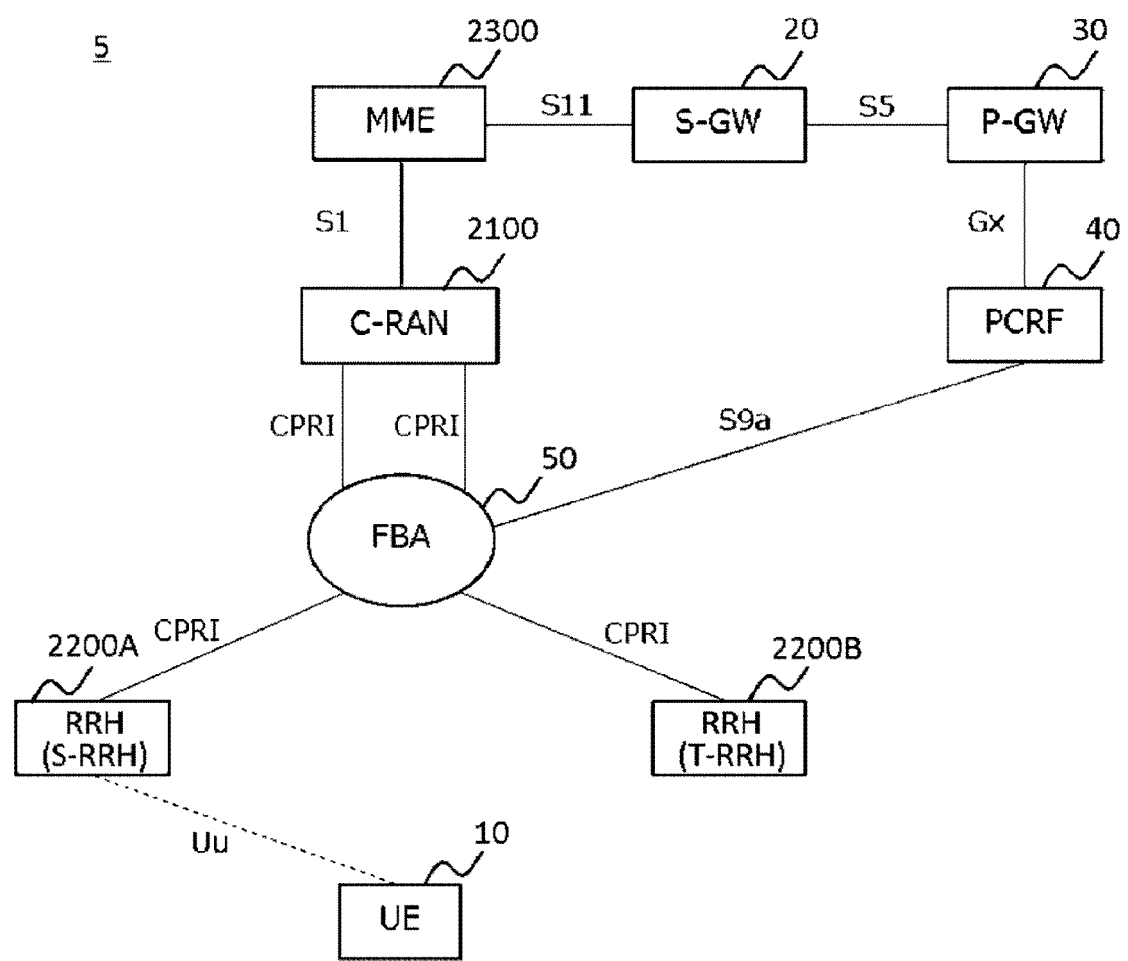 5
2300
20
30
MME
S11
S-GW
S5
P-GW
S1
2100
Gx
40
C-RAN
PCRF
CPRI
CPRI
S9a
50
FBA
CPRI
CPRI
2200A
2200B
RRH
(S-RRH)
RRH
(T-RRH)
Uu
10
UE